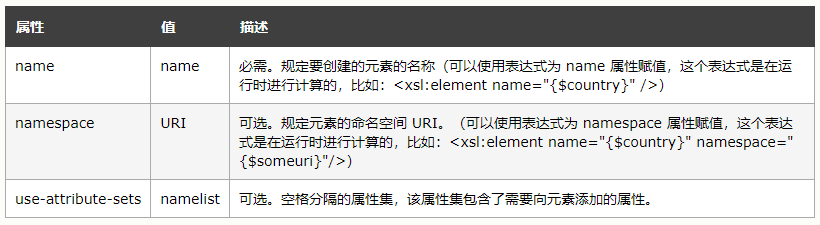 属性 值 描述
name name 必需。规定要创建的元素的名称（可以使用表达式为 name 属性赋值，这个表达式是在运
行时进行计算的，比如：<xsl:element name="{$country}" />）
namespace URI 可选。规定元素的命名空间 URI。（可以使用表达式为 namespace 属性赋值，这个表达
式是在运行时进行计算的，比如：<xsl:element name="{$country}" namespace="
{$someuri}"/>）
use-attribute-sets namelist 可选。空格分隔的属性集，该属性集包含了需要向元素添加的属性。